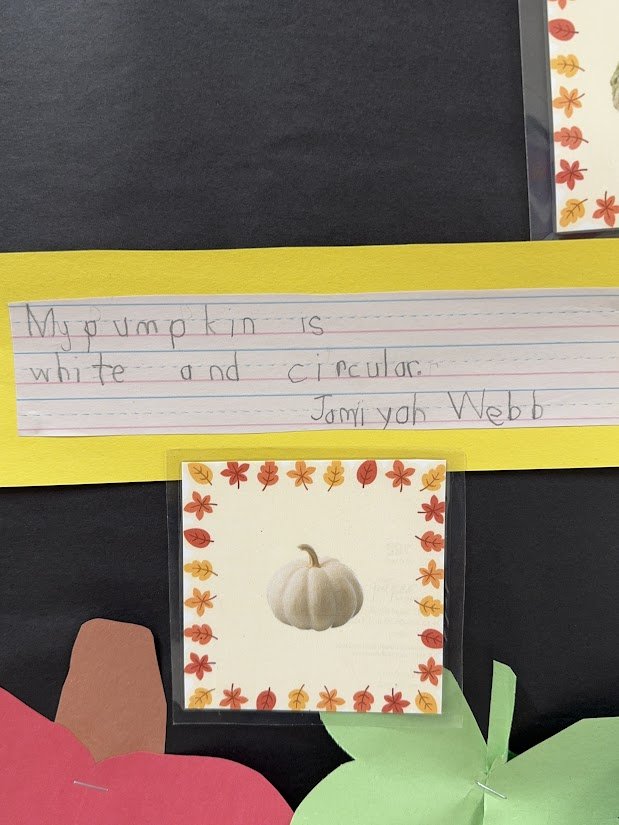 My pumpkin is
white and circular.
Jamiyah Webb